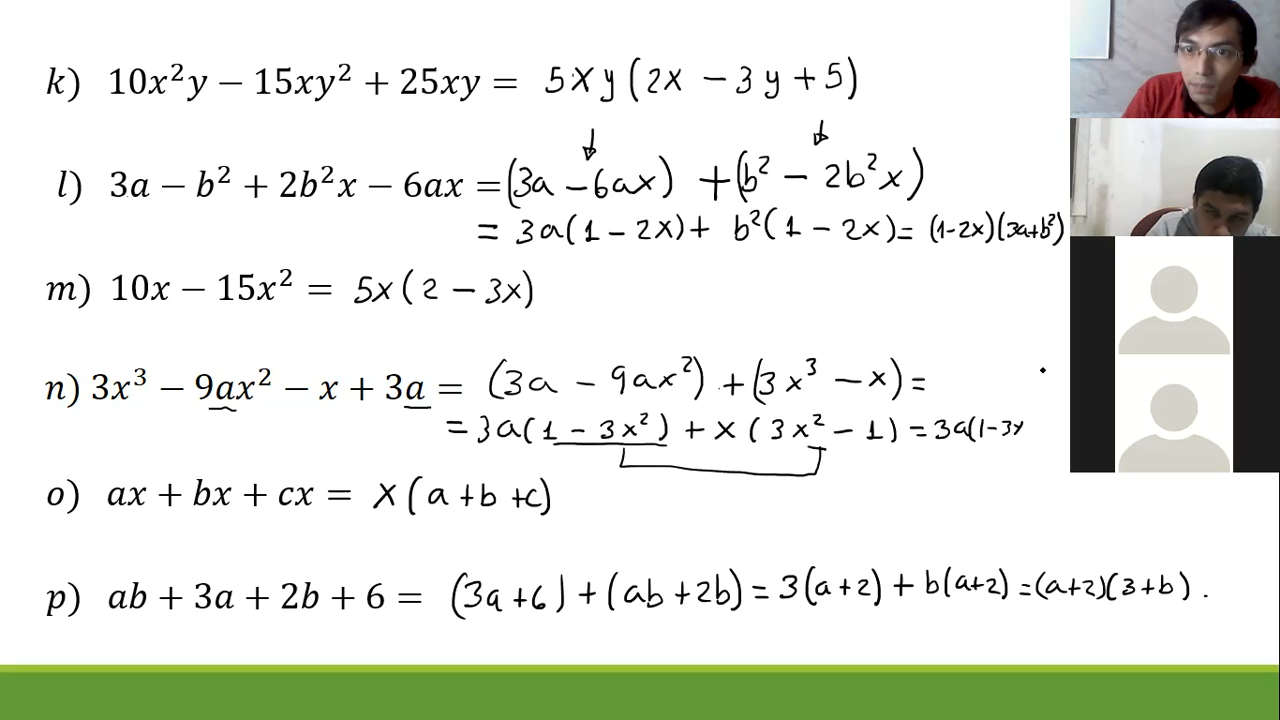 k) 10x²y − 15xy² + 25xy = 5xy(2x − 3y + 5)
l) 3a − b² + 2b²x − 6ax = (3a − 6ax) + (b² − 2b²x)
= 3a(1 − 2x) + b²(1 − 2x) = (1-2x)(3a+b²)
m) 10x − 15x² = 5x(2 − 3x)
n) 3x³ − 9ax² − x + 3a = (3a − 9ax²) + (3x³ − x) =
= 3a(1 − 3x²) + x(3x² − 1) = 3a(1-3x
o) ax + bx + cx = x(a + b + c)
p) ab + 3a + 2b + 6 = (3a + 6) + (ab + 2b) = 3(a+2) + b(a+2) = (a+2)(3+b).